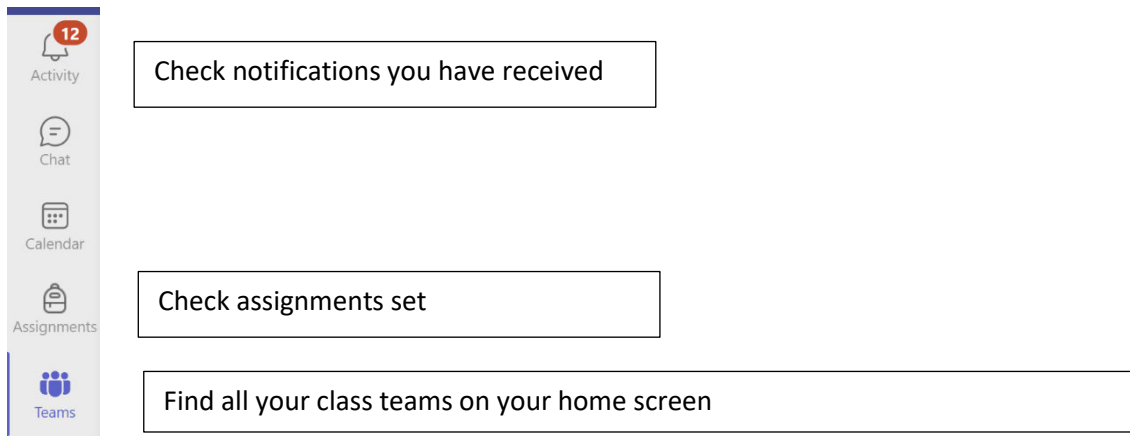 12
Activity
Check notifications you have received
Chat
Calendar
Assignments
Check assignments set
Teams
Find all your class teams on your home screen